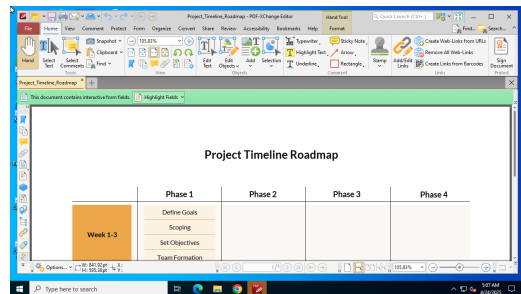 Project_Timeline_Roadmap - PDF-XChange Editor
Hand Tool
Quick Launch (Ctrl+.)
File Home View Comment Protect Form Organize Convert Share Review Accessibility Bookmarks Help Format
Find... Search...
Hand
Select Text
Select Comments
Snapshot
Clipboard
Find
Tools
105.83%
View
Edit Text
Edit Objects
Add
Selection
Objects
Typewriter
Highlight Text
Underline
Sticky Note
Arrow
Rectangle
Comment
Stamp
Add/Edit Links
Create Web-Links from URLs
Remove All Web-Links
Create Links from Barcodes
Links
Sign Document
Protect
Project_Timeline_Roadmap *
This document contains interactive form fields. Highlight Fields
Project Timeline Roadmap
Phase 1 Phase 2 Phase 3 Phase 4
Week 1-3
Define Goals
Scoping
Set Objectives
Team Formation
Options...
W: 841.92pt
H: 595.38pt
X:
Y:
105.83%
Type here to search
5:07 AM
6/24/2025